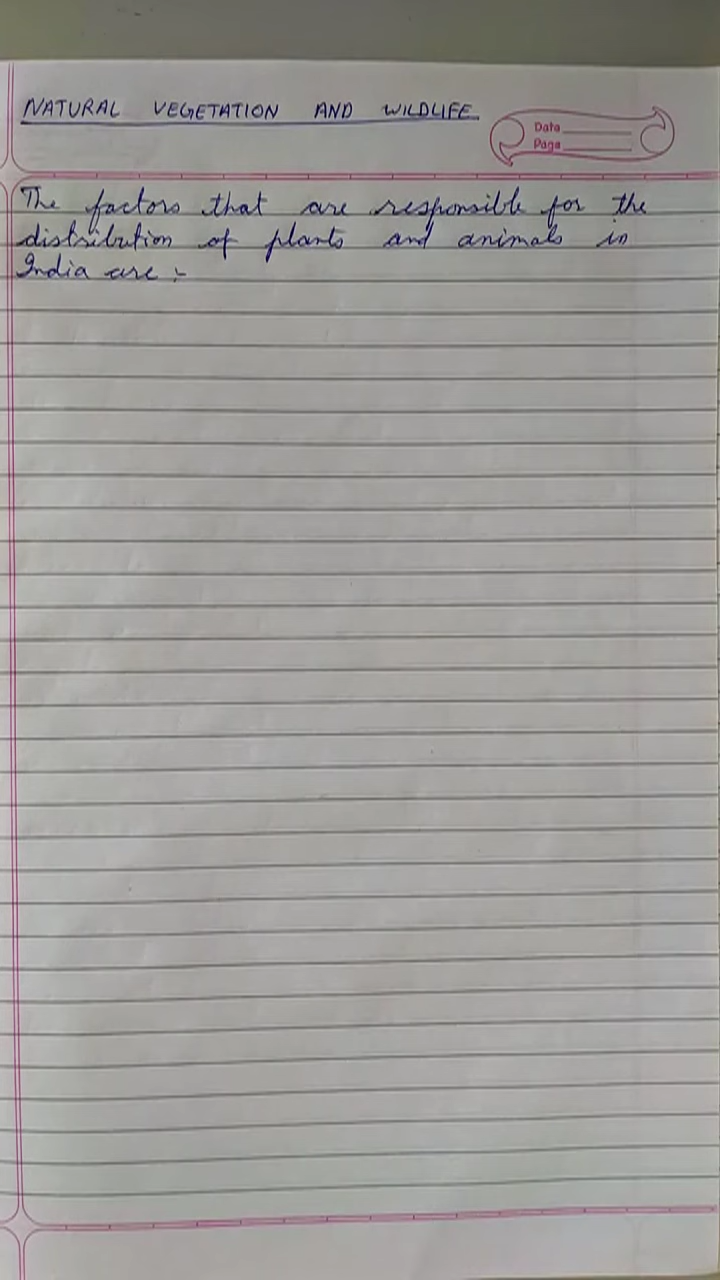 NATURAL VEGETATION AND WILDLIFE
Date
Page
The factors that are responsible for the
distribution of plants and animals in
India are :-